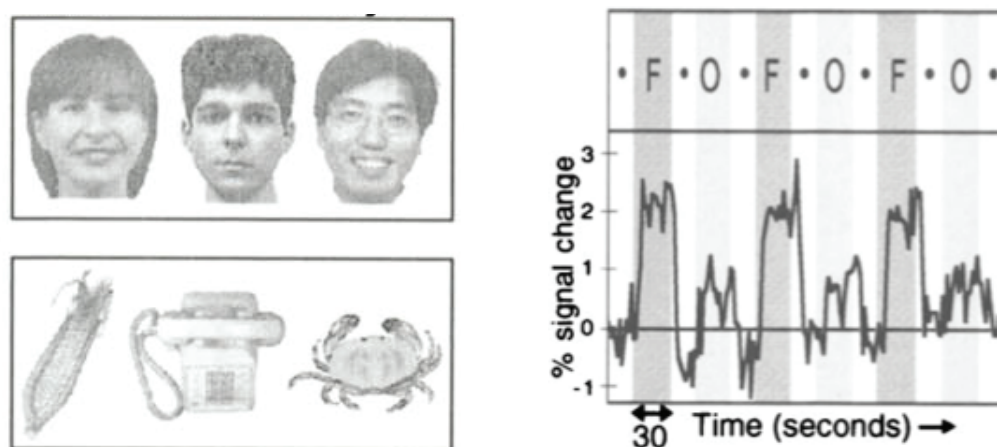 · F · O · F · O · F · O ·
% signal change
3
2
1
0
-1
30
Time (seconds) →